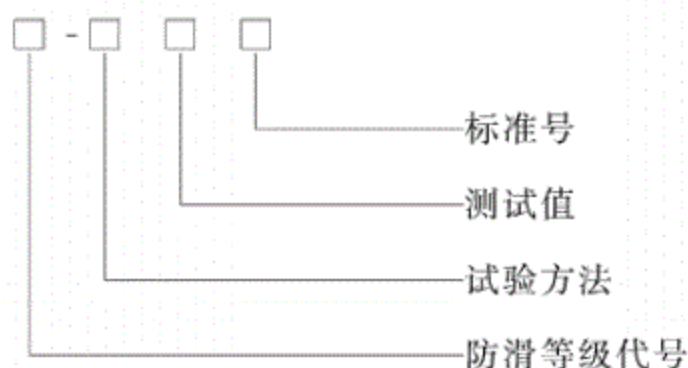 □-□ □ □
标准号
测试值
试验方法
防滑等级代号